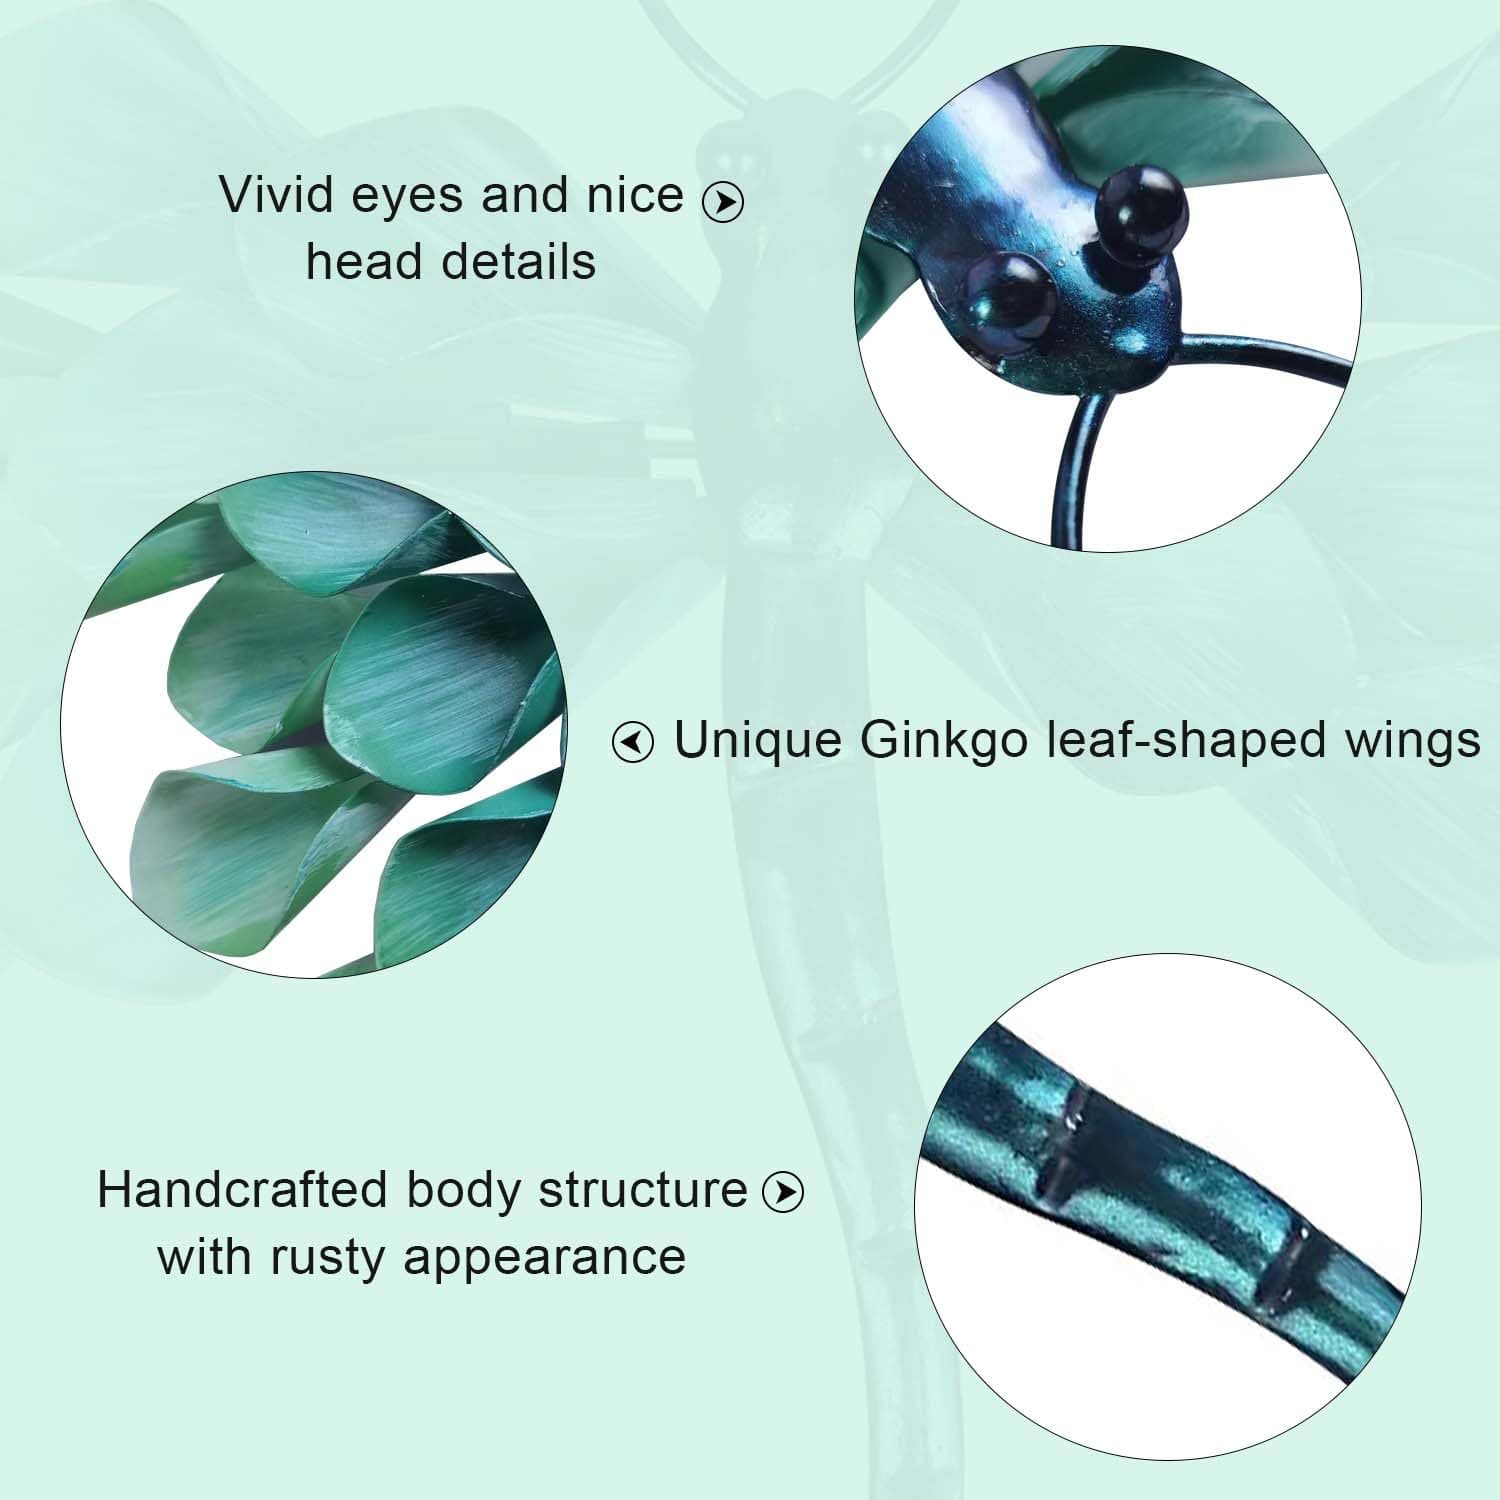 Vivid eyes and nice
head details
Unique Ginkgo leaf-shaped wings
Handcrafted body structure
with rusty appearance